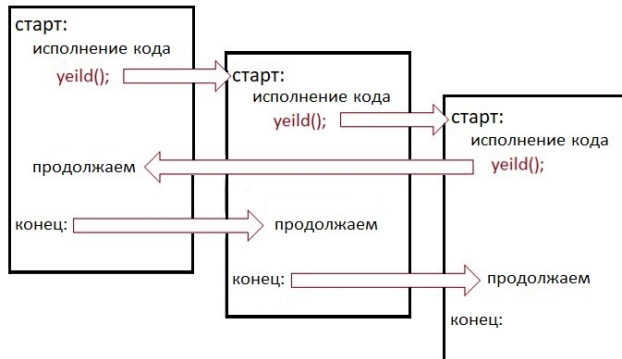 старт:
исполнение кода
yeild();
старт:
исполнение кода
yeild();
старт:
исполнение кода
yeild();
продолжаем
конец:
продолжаем
конец:
продолжаем
конец: